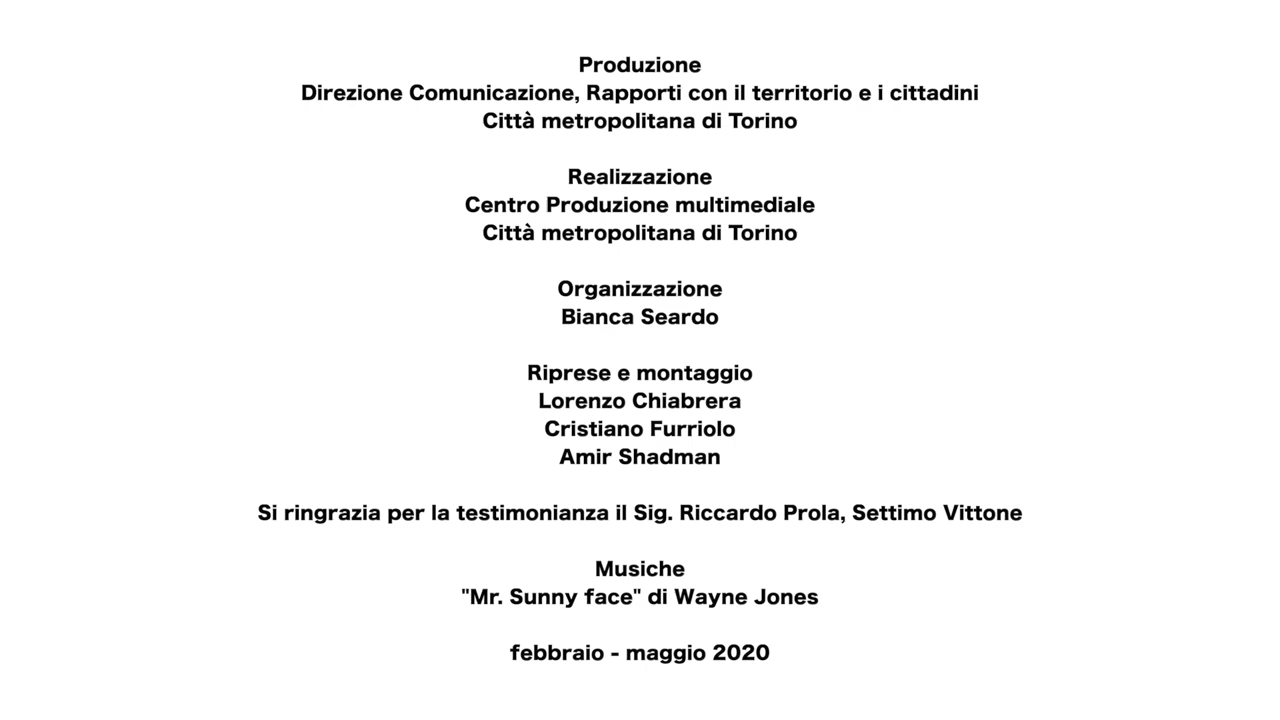 Produzione
Direzione Comunicazione, Rapporti con il territorio e i cittadini
Città metropolitana di Torino
Realizzazione
Centro Produzione multimediale
Città metropolitana di Torino
Organizzazione
Bianca Seardo
Riprese e montaggio
Lorenzo Chiabrera
Cristiano Furriolo
Amir Shadman
Si ringrazia per la testimonianza il Sig. Riccardo Prola, Settimo Vittone
Musiche
"Mr. Sunny face" di Wayne Jones
febbraio - maggio 2020